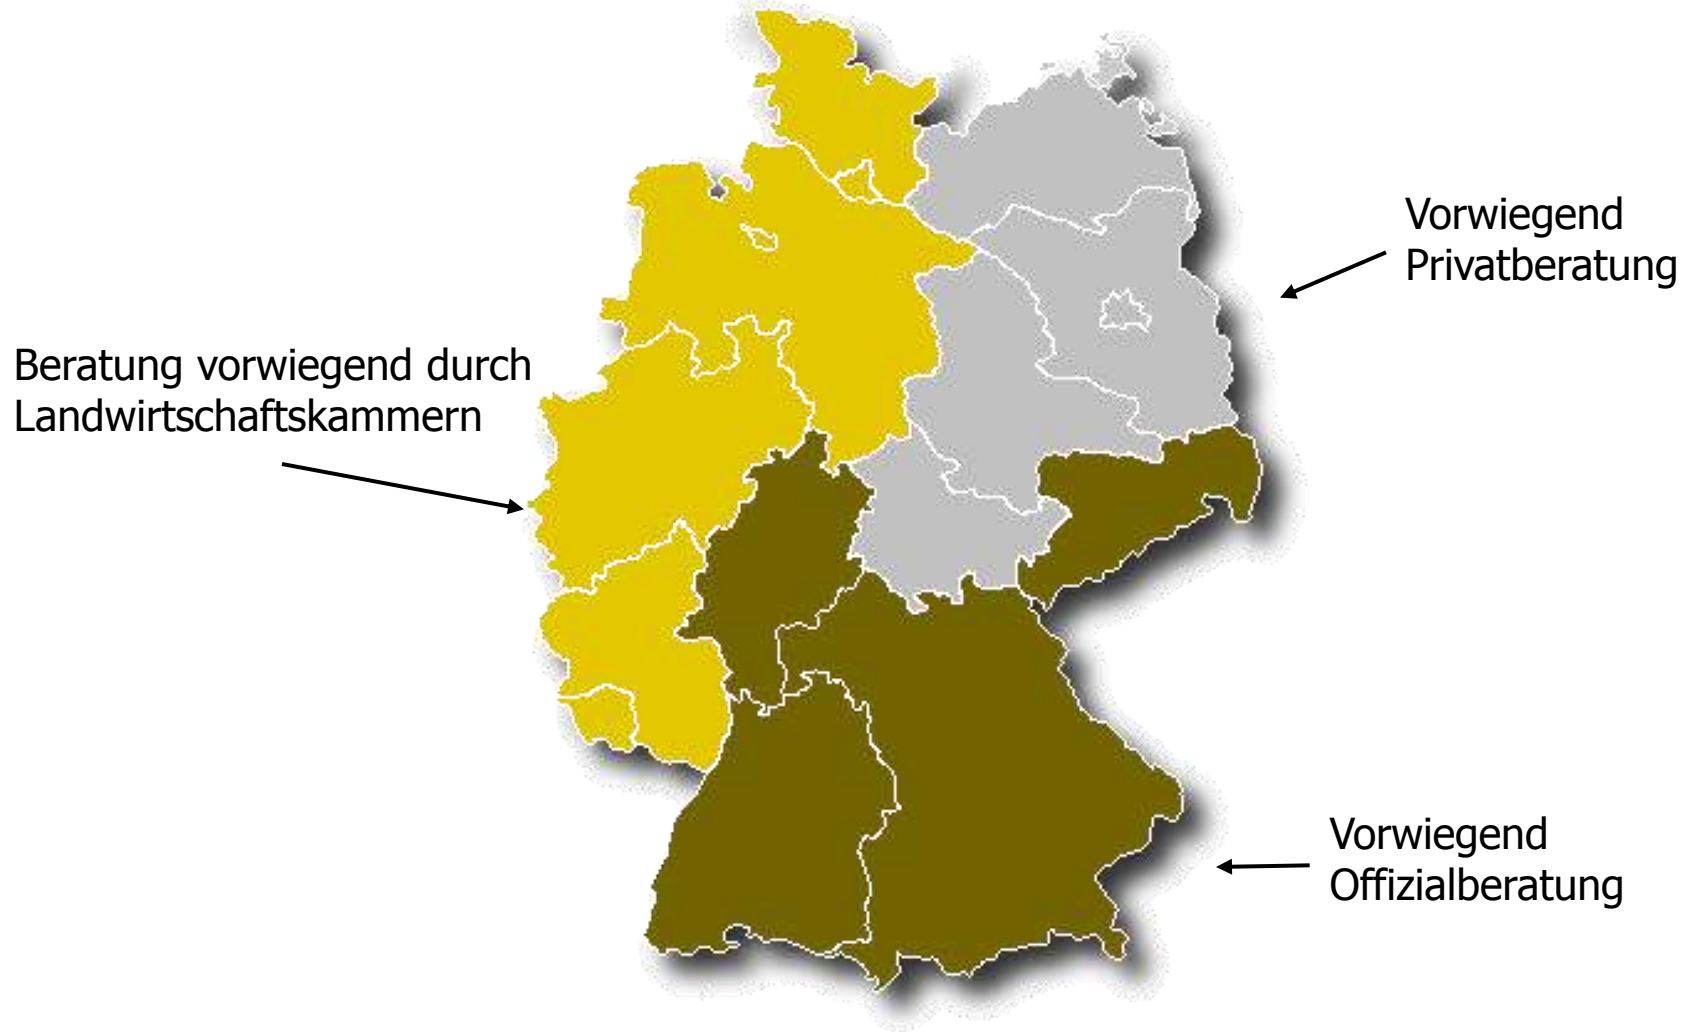 Vorwiegend
Privatberatung
Beratung vorwiegend durch
Landwirtschaftskammern
Vorwiegend
Offizialberatung